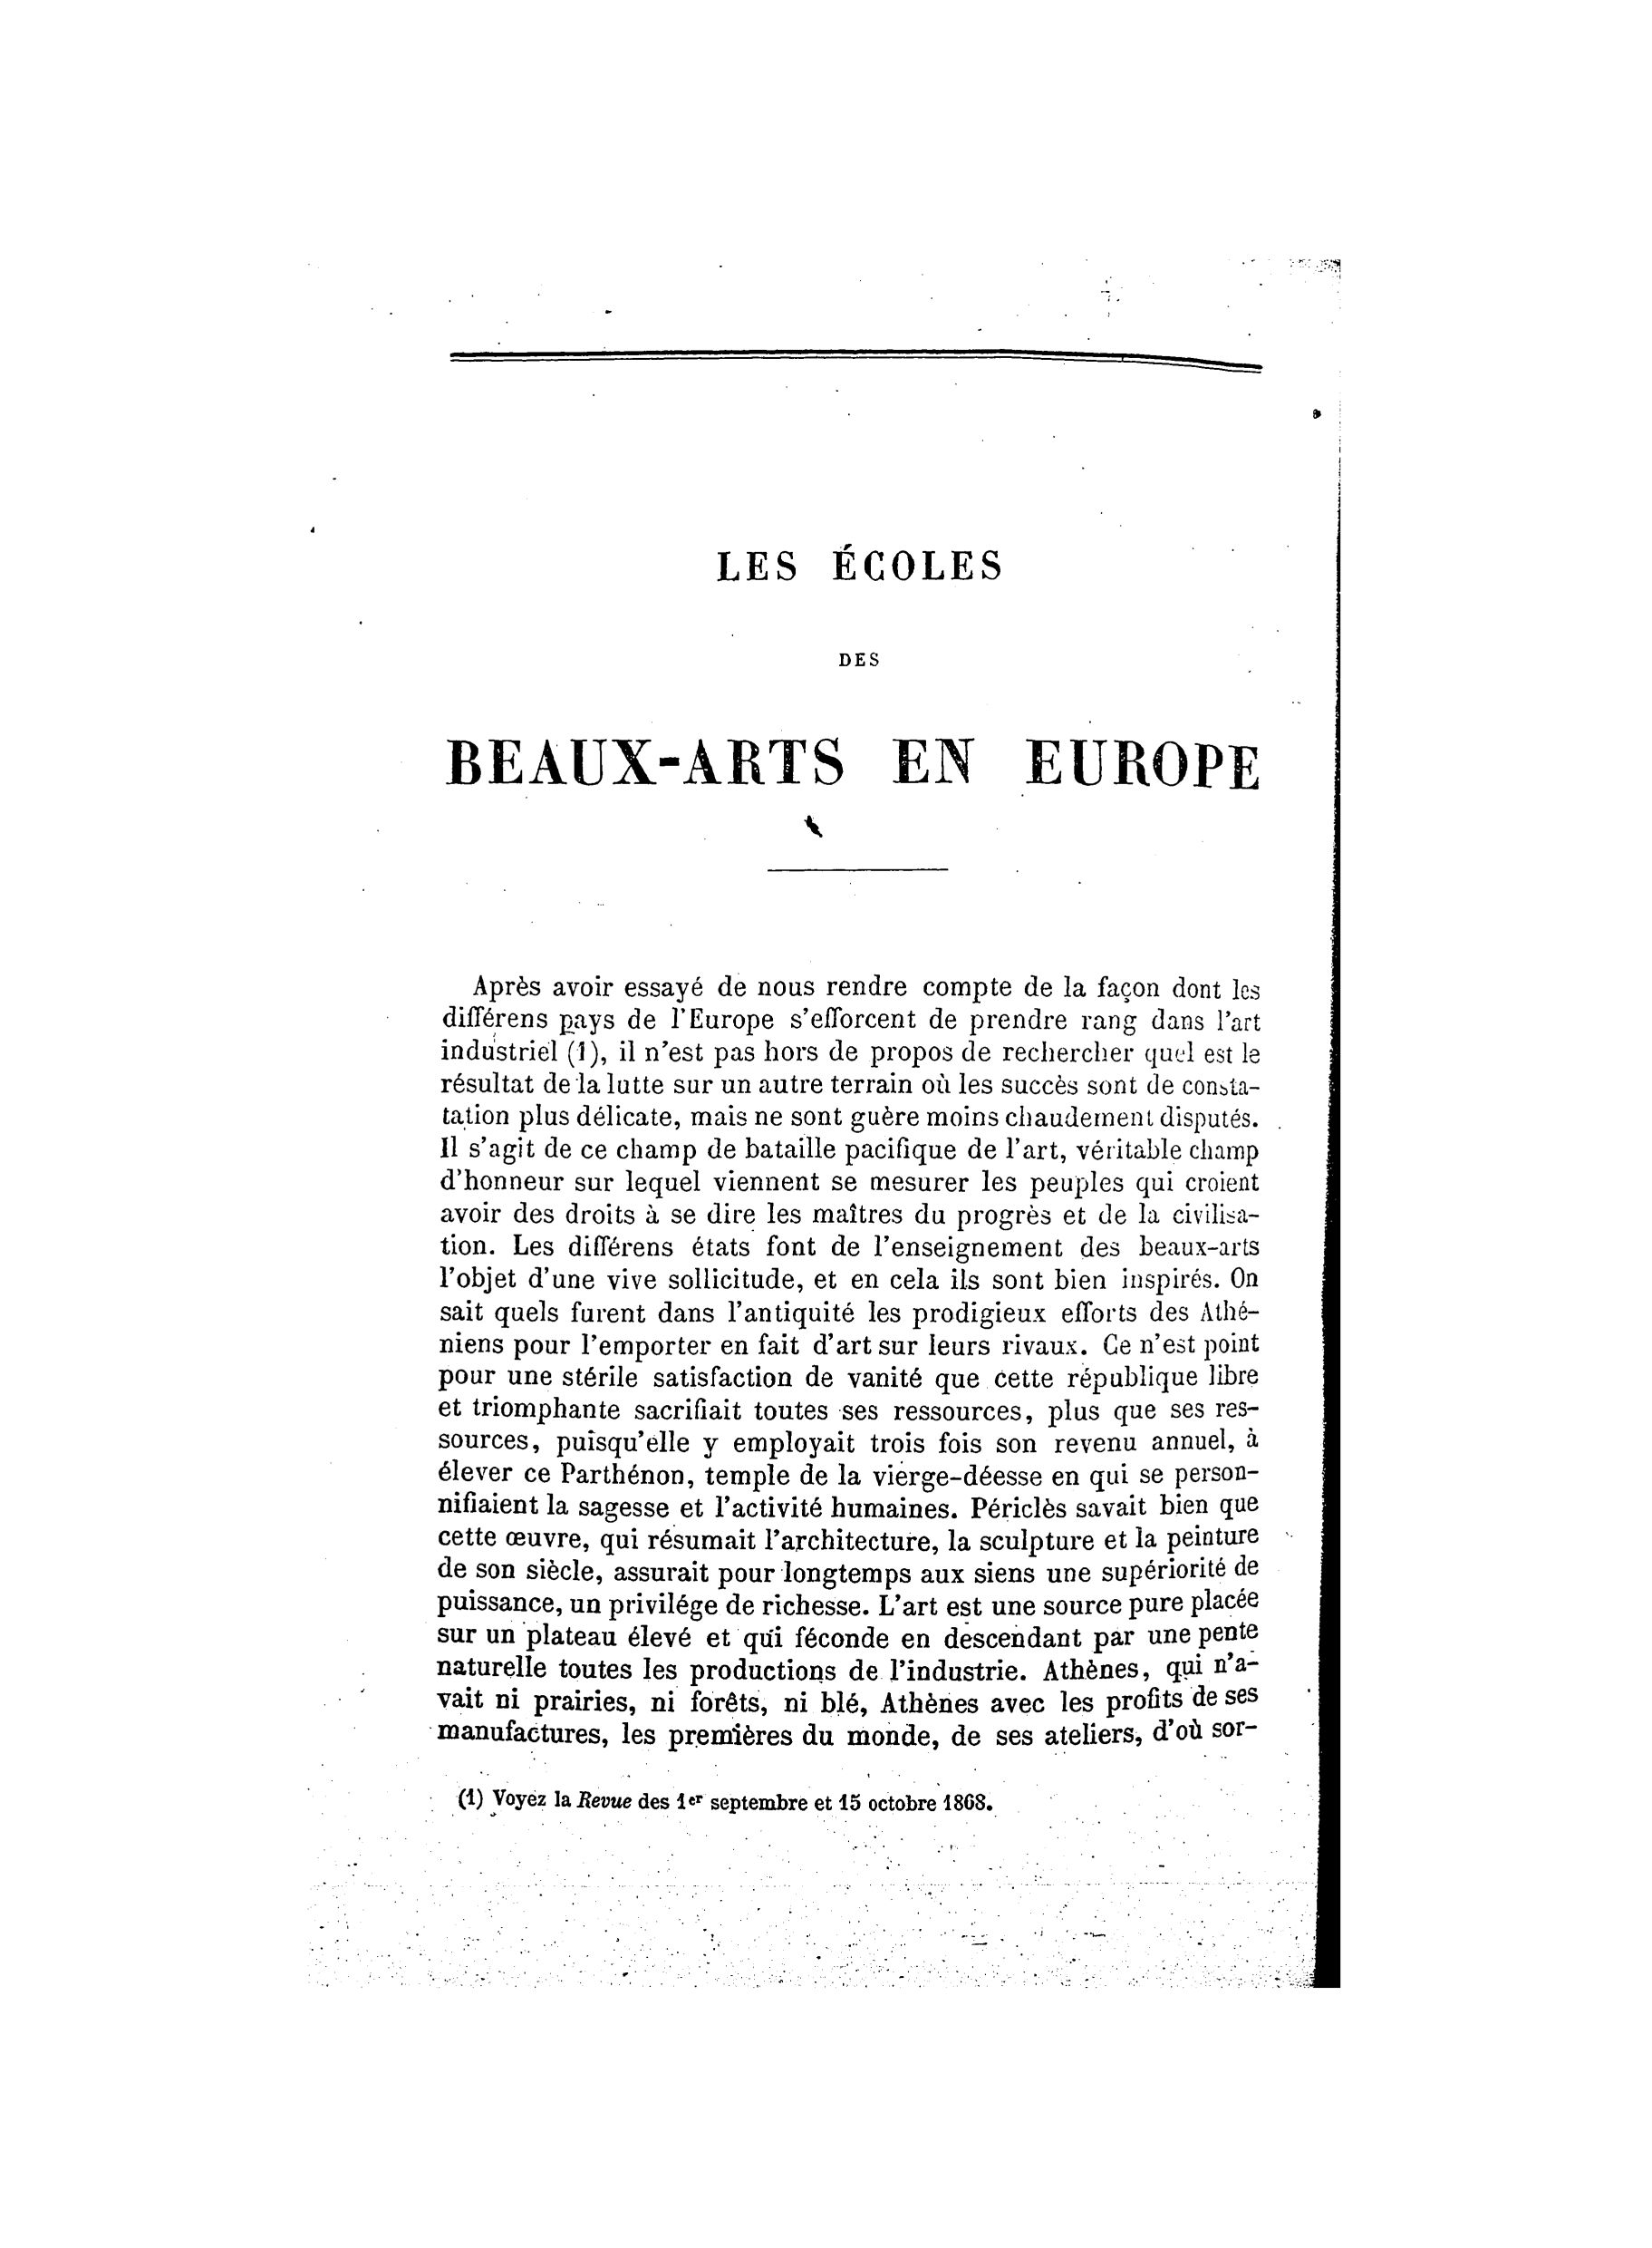 LES ÉCOLES
DES
BEAUX-ARTS EN EUROPE
Après avoir essayé de nous rendre compte de la façon dont les
différens pays de l'Europe s'efforcent de prendre rang dans l'art
industriel (1), il n'est pas hors de propos de rechercher quel est le
résultat de la lutte sur un autre terrain où les succès sont de consta-
tation plus délicate, mais ne sont guère moins chaudement disputés.
Il s'agit de ce champ de bataille pacifique de l'art, véritable champ
d'honneur sur lequel viennent se mesurer les peuples qui croient
avoir des droits à se dire les maîtres du progrès et de la civilisa-
tion. Les différens états font de l'enseignement des beaux-arts
l'objet d'une vive sollicitude, et en cela ils sont bien inspirés. On
sait quels furent dans l'antiquité les prodigieux efforts des Athé-
niens pour l'emporter en fait d'art sur leurs rivaux. Ce n'est point
pour une stérile satisfaction de vanité que cette république libre
et triomphante sacrifiait toutes ses ressources, plus que ses res-
sources, puisqu'elle y employait trois fois son revenu annuel, à
élever ce Parthénon, temple de la vierge-déesse en qui se person-
nifiaient la sagesse et l'activité humaines. Périclès savait bien que
cette œuvre, qui résumait l'architecture, la sculpture et la peinture
de son siècle, assurait pour longtemps aux siens une supériorité de
puissance, un privilége de richesse. L'art est une source pure placée
sur un plateau élevé et qui féconde en descendant par une pente
naturelle toutes les productions de l'industrie. Athènes, qui n'a-
vait ni prairies, ni forêts, ni blé, Athènes avec les profits de ses
manufactures, les premières du monde, de ses ateliers, d'où sor-
(1) Voyez la Revue des 1er septembre et 15 octobre 1868.